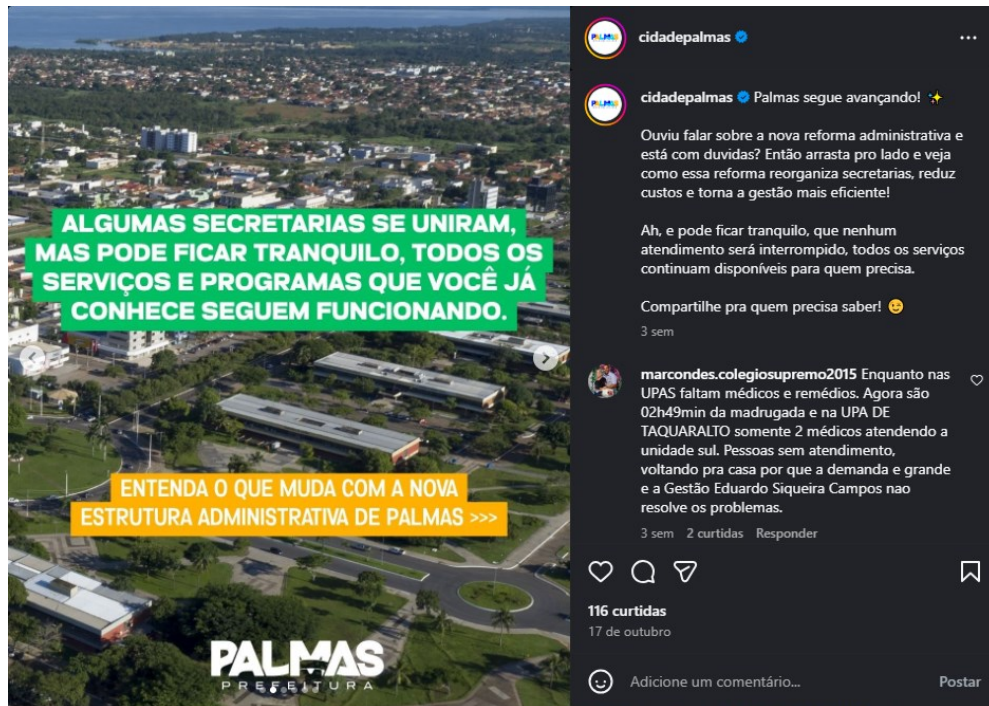 ALGUMAS SECRETARIAS SE UNIRAM,
MAS PODE FICAR TRANQUILO, TODOS OS
SERVIÇOS E PROGRAMAS QUE VOCÊ JÁ
CONHECE SEGUEM FUNCIONANDO.
ENTENDA O QUE MUDA COM A NOVA
ESTRUTURA ADMINISTRATIVA DE PALMAS >>>
PALMAS
PREFEITURA
PALMAS
cidadepalmas
PALMAS
cidadepalmas Palmas segue avançando! ✨
Ouviu falar sobre a nova reforma administrativa e
está com duvidas? Então arrasta pro lado e veja
como essa reforma reorganiza secretarias, reduz
custos e torna a gestão mais eficiente!
Ah, e pode ficar tranquilo, que nenhum
atendimento será interrompido, todos os serviços
continuam disponíveis para quem precisa.
Compartilhe pra quem precisa saber! 😉
3 sem
marcondes.colegiosupremo2015 Enquanto nas
UPAS faltam médicos e remédios. Agora são
02h49min da madrugada e na UPA DE
TAQUARALTO somente 2 médicos atendendo a
unidade sul. Pessoas sem atendimento,
voltando pra casa por que a demanda e grande
e a Gestão Eduardo Siqueira Campos nao
resolve os problemas.
3 sem 2 curtidas Responder
116 curtidas
17 de outubro
Adicione um comentário... Postar